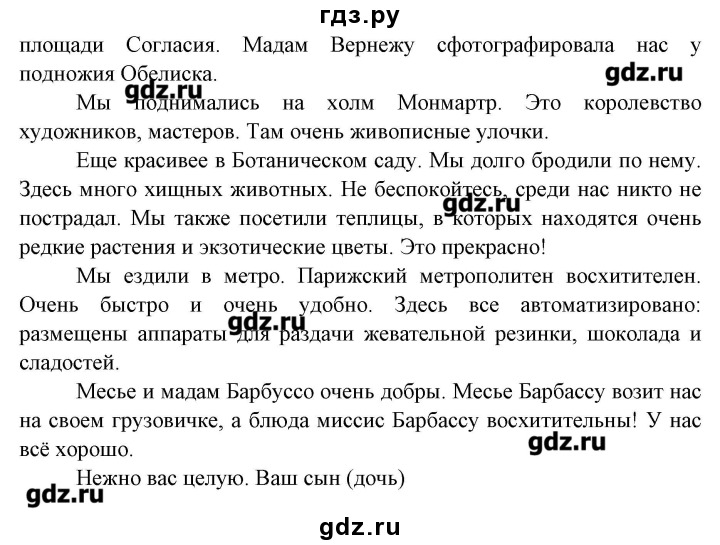 гдз.ру
площади Согласия. Мадам Вернежу сфотографировала нас у
подножия Обелиска.
gdz.ru
gdz.ru
Мы поднимались на холм Монмартр. Это королевство
художников, мастеров. Там очень живописные улочки.
Еще красивее в Ботаническом саду. Мы долго бродили по нему.
Здесь много хищных животных. Не беспокойтесь, среди нас никто не
gdz.ru
пострадал. Мы также посетили теплицы, в которых находятся очень
редкие растения и экзотические цветы. Это прекрасно!
Мы ездили в метро. Парижский метрополитен восхитителен.
Очень быстро и очень удобно. Здесь все автоматизировано:
gdz.ru
размещены аппараты для раздачи жевательной резинки, шоколада и
сладостей.
Месье и мадам Барбуссо очень добры. Месье Барбассу возит нас
на своем грузовичке, а блюда миссис Барбассу восхитительны! У нас
всё хорошо.
gdz.ru
Нежно вас целую. Ваш сын (дочь)
gdz.ru
gdz.ru